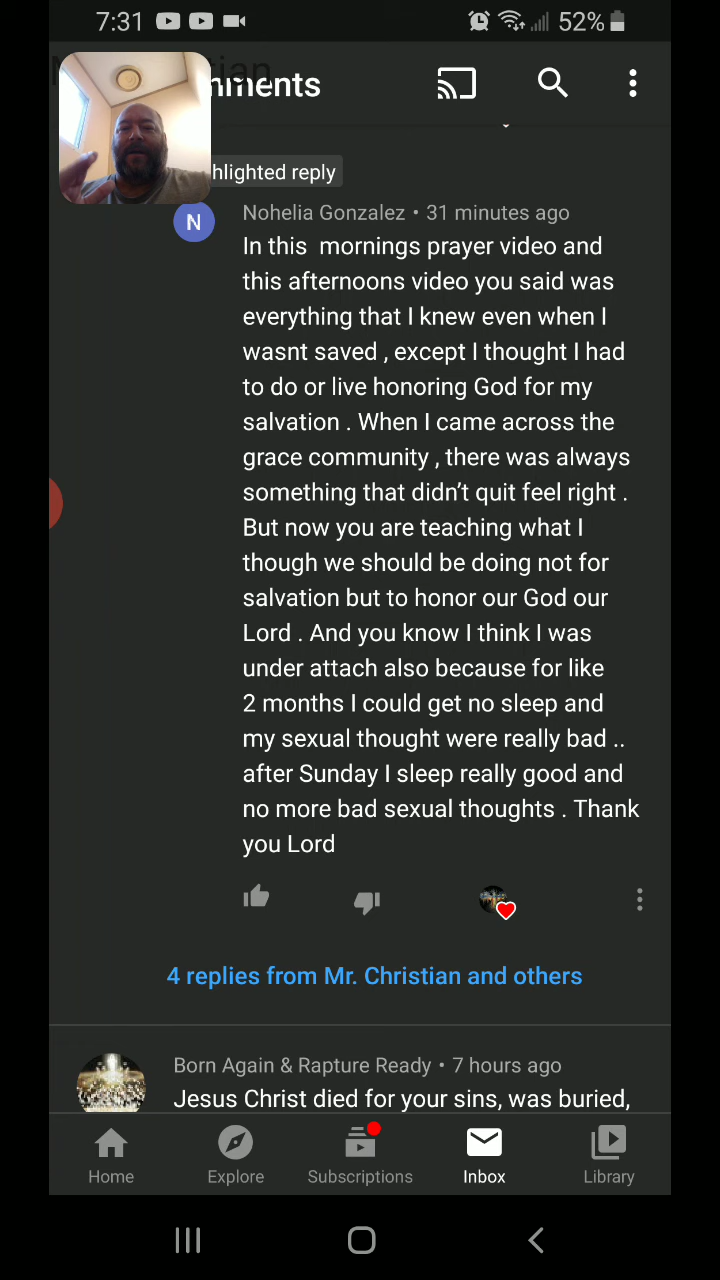 7:31 52%
tian
mments
hlighted reply
N Nohelia Gonzalez • 31 minutes ago
In this  mornings prayer video and
this afternoons video you said was
everything that I knew even when I
wasnt saved , except I thought I had
to do or live honoring God for my
salvation . When I came across the
grace community , there was always
something that didn’t quit feel right .
But now you are teaching what I
though we should be doing not for
salvation but to honor our God our
Lord . And you know I think I was
under attach also because for like
2 months I could get no sleep and
my sexual thought were really bad ..
after Sunday I sleep really good and
no more bad sexual thoughts . Thank
you Lord
4 replies from Mr. Christian and others
Born Again & Rapture Ready • 7 hours ago
Jesus Christ died for your sins, was buried,
Home Explore Subscriptions Inbox Library